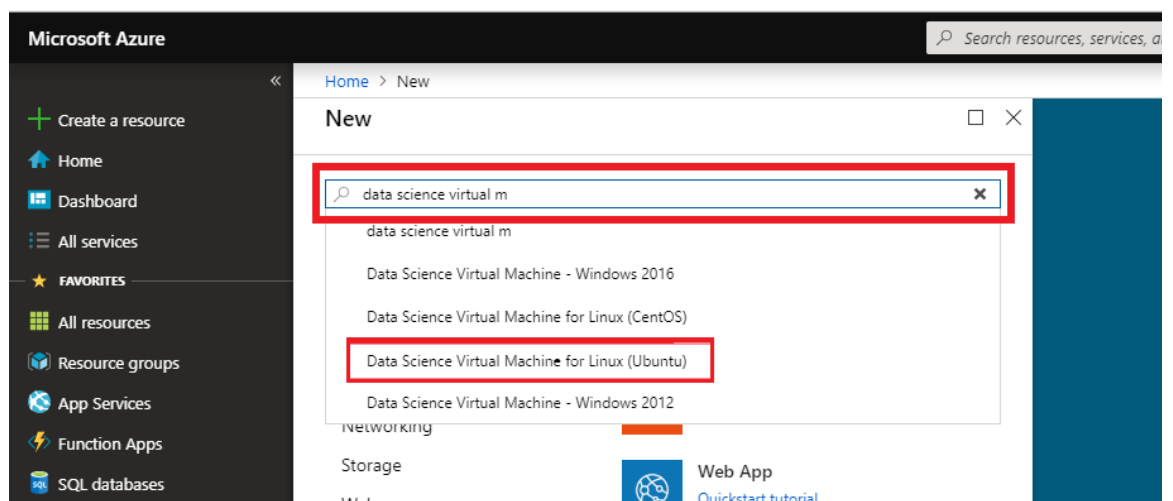 Microsoft Azure
Search resources, services, a
«
Home > New
Create a resource
Home
Dashboard
All services
FAVORITES
All resources
Resource groups
App Services
Function Apps
SQL
SQL databases
New
data science virtual m
data science virtual m
Data Science Virtual Machine - Windows 2016
Data Science Virtual Machine for Linux (CentOS)
Data Science Virtual Machine for Linux (Ubuntu)
Data Science Virtual Machine - Windows 2012
Networking
Storage
Web App
Quickstart tutorial